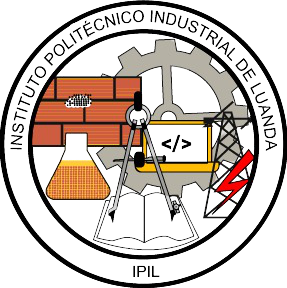 INSTITUTO POLITÉCNICO INDUSTRIAL DE LUANDA
</>
IPIL